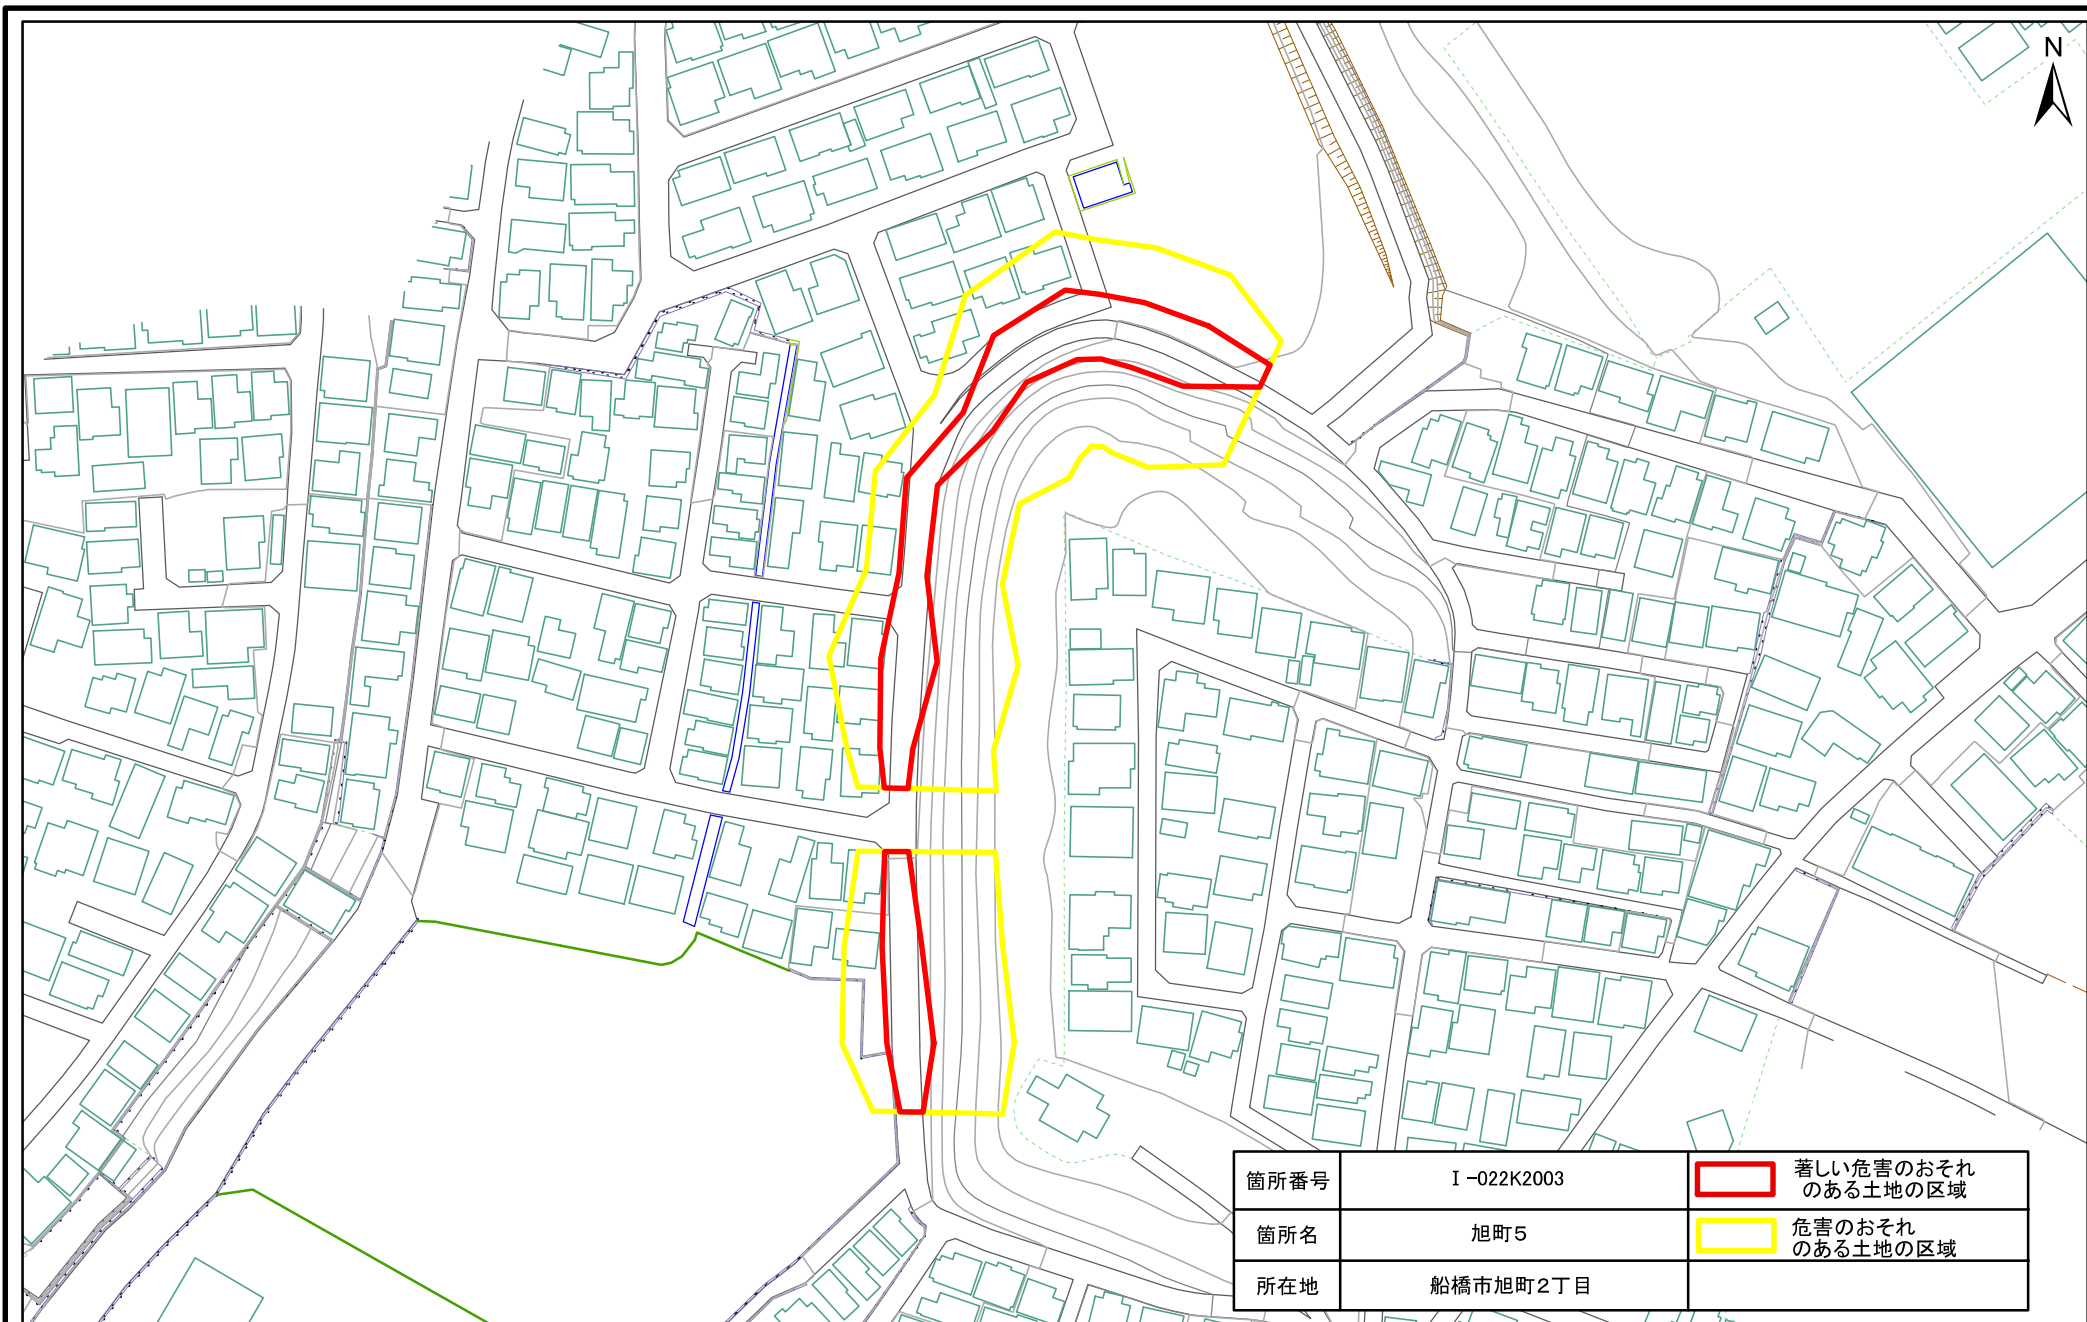 N
箇所番号
Ⅰ-022K2003
著しい危害のおそれ
のある土地の区域
箇所名
旭町5
危害のおそれ
のある土地の区域
所在地
船橋市旭町2丁目